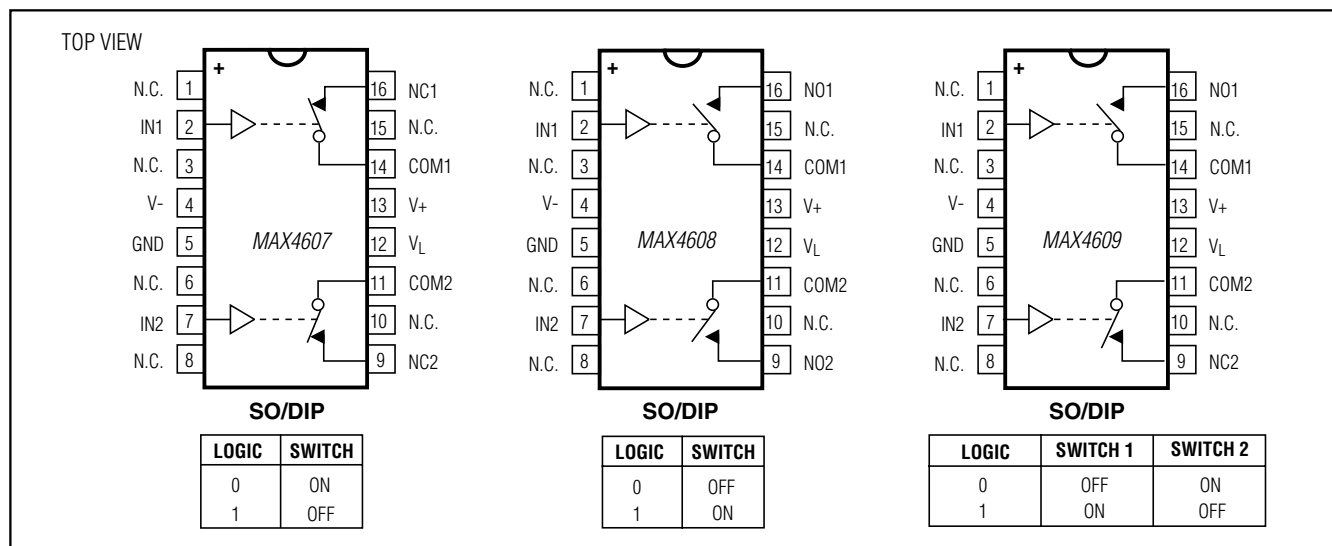 TOP VIEW
+
N.C. 1 16 NC1
IN1 2 15 N.C.
N.C. 3 14 COM1
V- 4 13 V+
GND 5 MAX4607 12 VL
N.C. 6 11 COM2
IN2 7 10 N.C.
N.C. 8 9 NC2
SO/DIP
LOGIC SWITCH
0 ON
1 OFF
+
N.C. 1 16 NO1
IN1 2 15 N.C.
N.C. 3 14 COM1
V- 4 13 V+
GND 5 MAX4608 12 VL
N.C. 6 11 COM2
IN2 7 10 N.C.
N.C. 8 9 NO2
SO/DIP
LOGIC SWITCH
0 OFF
1 ON
+
N.C. 1 16 NO1
IN1 2 15 N.C.
N.C. 3 14 COM1
V- 4 13 V+
GND 5 MAX4609 12 VL
N.C. 6 11 COM2
IN2 7 10 N.C.
N.C. 8 9 NC2
SO/DIP
LOGIC SWITCH 1 SWITCH 2
0 OFF ON
1 ON OFF